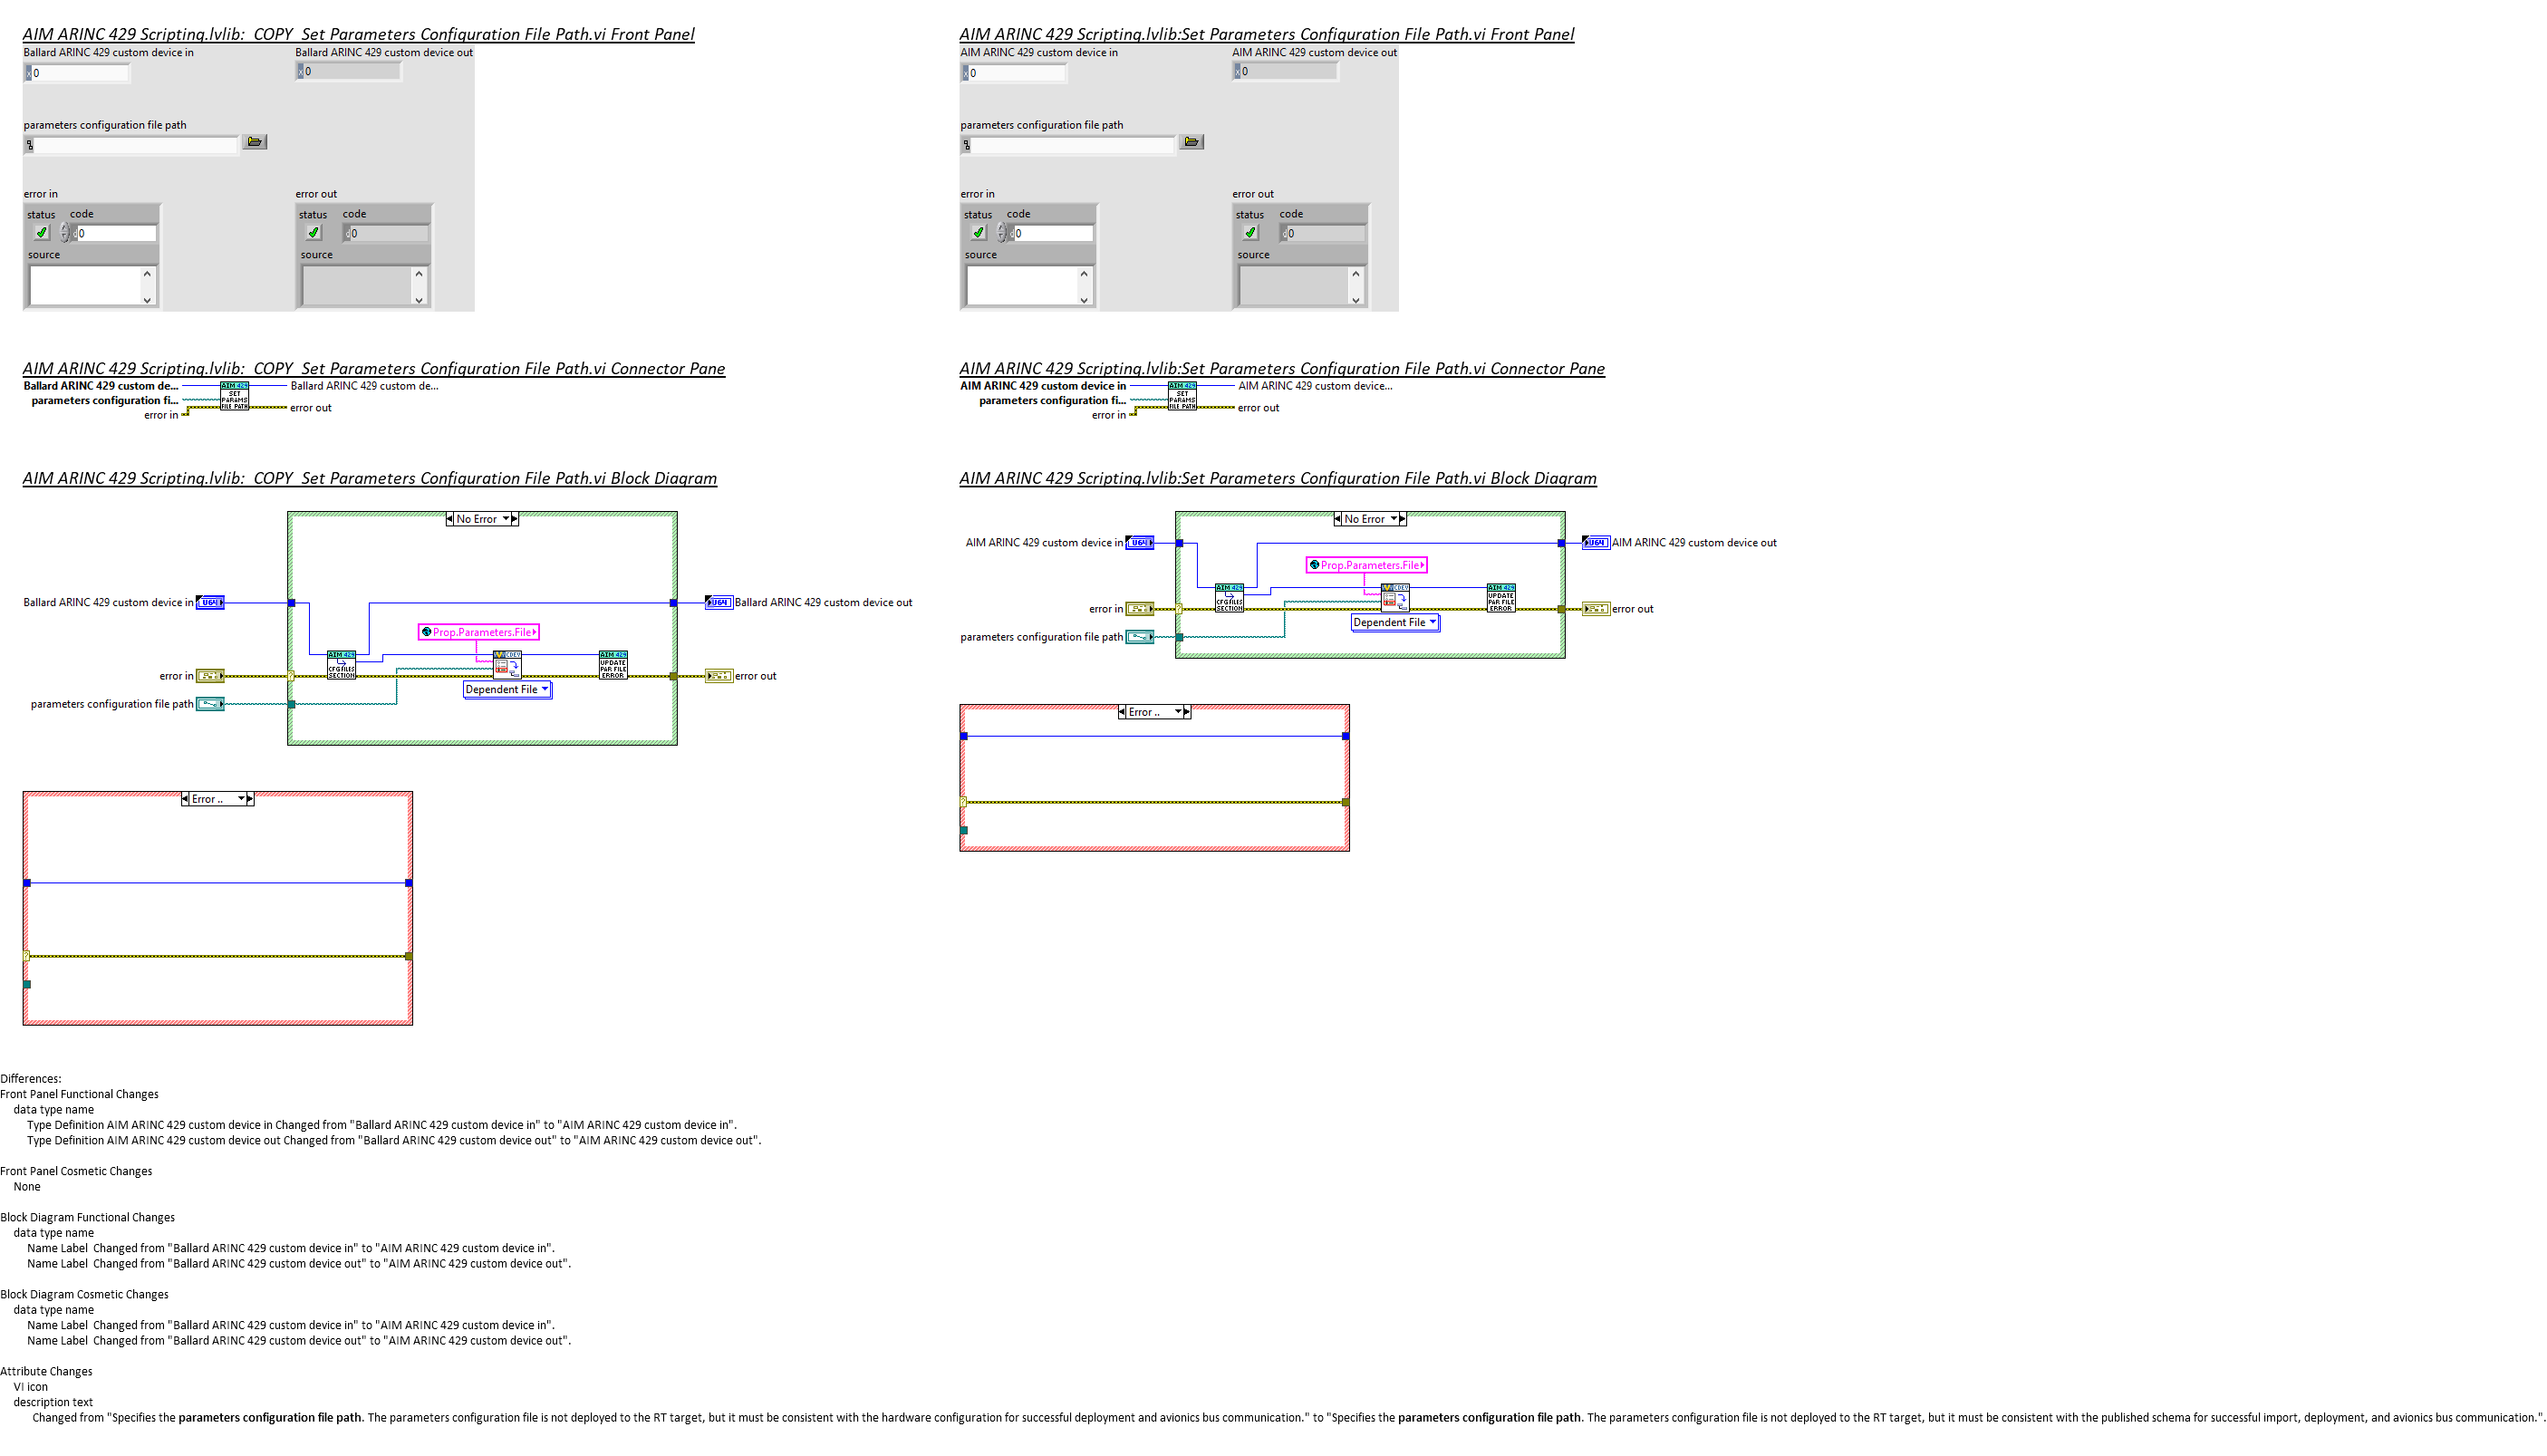 AIM ARINC 429 Scripting.lvlib:  COPY  Set Parameters Configuration File Path.vi Front Panel
Ballard ARINC 429 custom device in
Ballard ARINC 429 custom device out
x 0
x 0
parameters configuration file path
error in
error out
status code
status code
d 0
d 0
source
source
AIM ARINC 429 Scripting.lvlib:  COPY  Set Parameters Configuration File Path.vi Connector Pane
Ballard ARINC 429 custom de...
AIM 429
SET
PARAMS
FILE PATH
Ballard ARINC 429 custom de...
parameters configuration fi...
error in
error out
AIM ARINC 429 Scripting.lvlib:  COPY  Set Parameters Configuration File Path.vi Block Diagram
No Error
Ballard ARINC 429 custom device in
U64
U64
Ballard ARINC 429 custom device out
Prop.Parameters.File
AIM 429
CFG FILES
SECTION
CDEV
AIM 429
UPDATE
PAR FILE
ERROR
error in
?
error out
Dependent File
parameters configuration file path
Error ..
?
AIM ARINC 429 Scripting.lvlib:Set Parameters Configuration File Path.vi Front Panel
AIM ARINC 429 custom device in
AIM ARINC 429 custom device out
x 0
x 0
parameters configuration file path
error in
error out
status code
status code
d 0
d 0
source
source
AIM ARINC 429 Scripting.lvlib:Set Parameters Configuration File Path.vi Connector Pane
AIM ARINC 429 custom device in
AIM 429
SET
PARAMS
FILE PATH
AIM ARINC 429 custom device...
parameters configuration fi...
error in
error out
AIM ARINC 429 Scripting.lvlib:Set Parameters Configuration File Path.vi Block Diagram
No Error
AIM ARINC 429 custom device in
U64
U64
AIM ARINC 429 custom device out
Prop.Parameters.File
AIM 429
CFG FILES
SECTION
CDEV
AIM 429
UPDATE
PAR FILE
ERROR
error in
?
error out
Dependent File
parameters configuration file path
Error ..
?
Differences:
Front Panel Functional Changes
data type name
Type Definition AIM ARINC 429 custom device in Changed from "Ballard ARINC 429 custom device in" to "AIM ARINC 429 custom device in".
Type Definition AIM ARINC 429 custom device out Changed from "Ballard ARINC 429 custom device out" to "AIM ARINC 429 custom device out".
Front Panel Cosmetic Changes
None
Block Diagram Functional Changes
data type name
Name Label  Changed from "Ballard ARINC 429 custom device in" to "AIM ARINC 429 custom device in".
Name Label  Changed from "Ballard ARINC 429 custom device out" to "AIM ARINC 429 custom device out".
Block Diagram Cosmetic Changes
data type name
Name Label  Changed from "Ballard ARINC 429 custom device in" to "AIM ARINC 429 custom device in".
Name Label  Changed from "Ballard ARINC 429 custom device out" to "AIM ARINC 429 custom device out".
Attribute Changes
VI icon
description text
Changed from "Specifies the parameters configuration file path. The parameters configuration file is not deployed to the RT target, but it must be consistent with the hardware configuration for successful deployment and avionics bus communication." to "Specifies the parameters configuration file path. The parameters configuration file is not deployed to the RT target, but it must be consistent with the published schema for successful import, deployment, and avionics bus communication.".